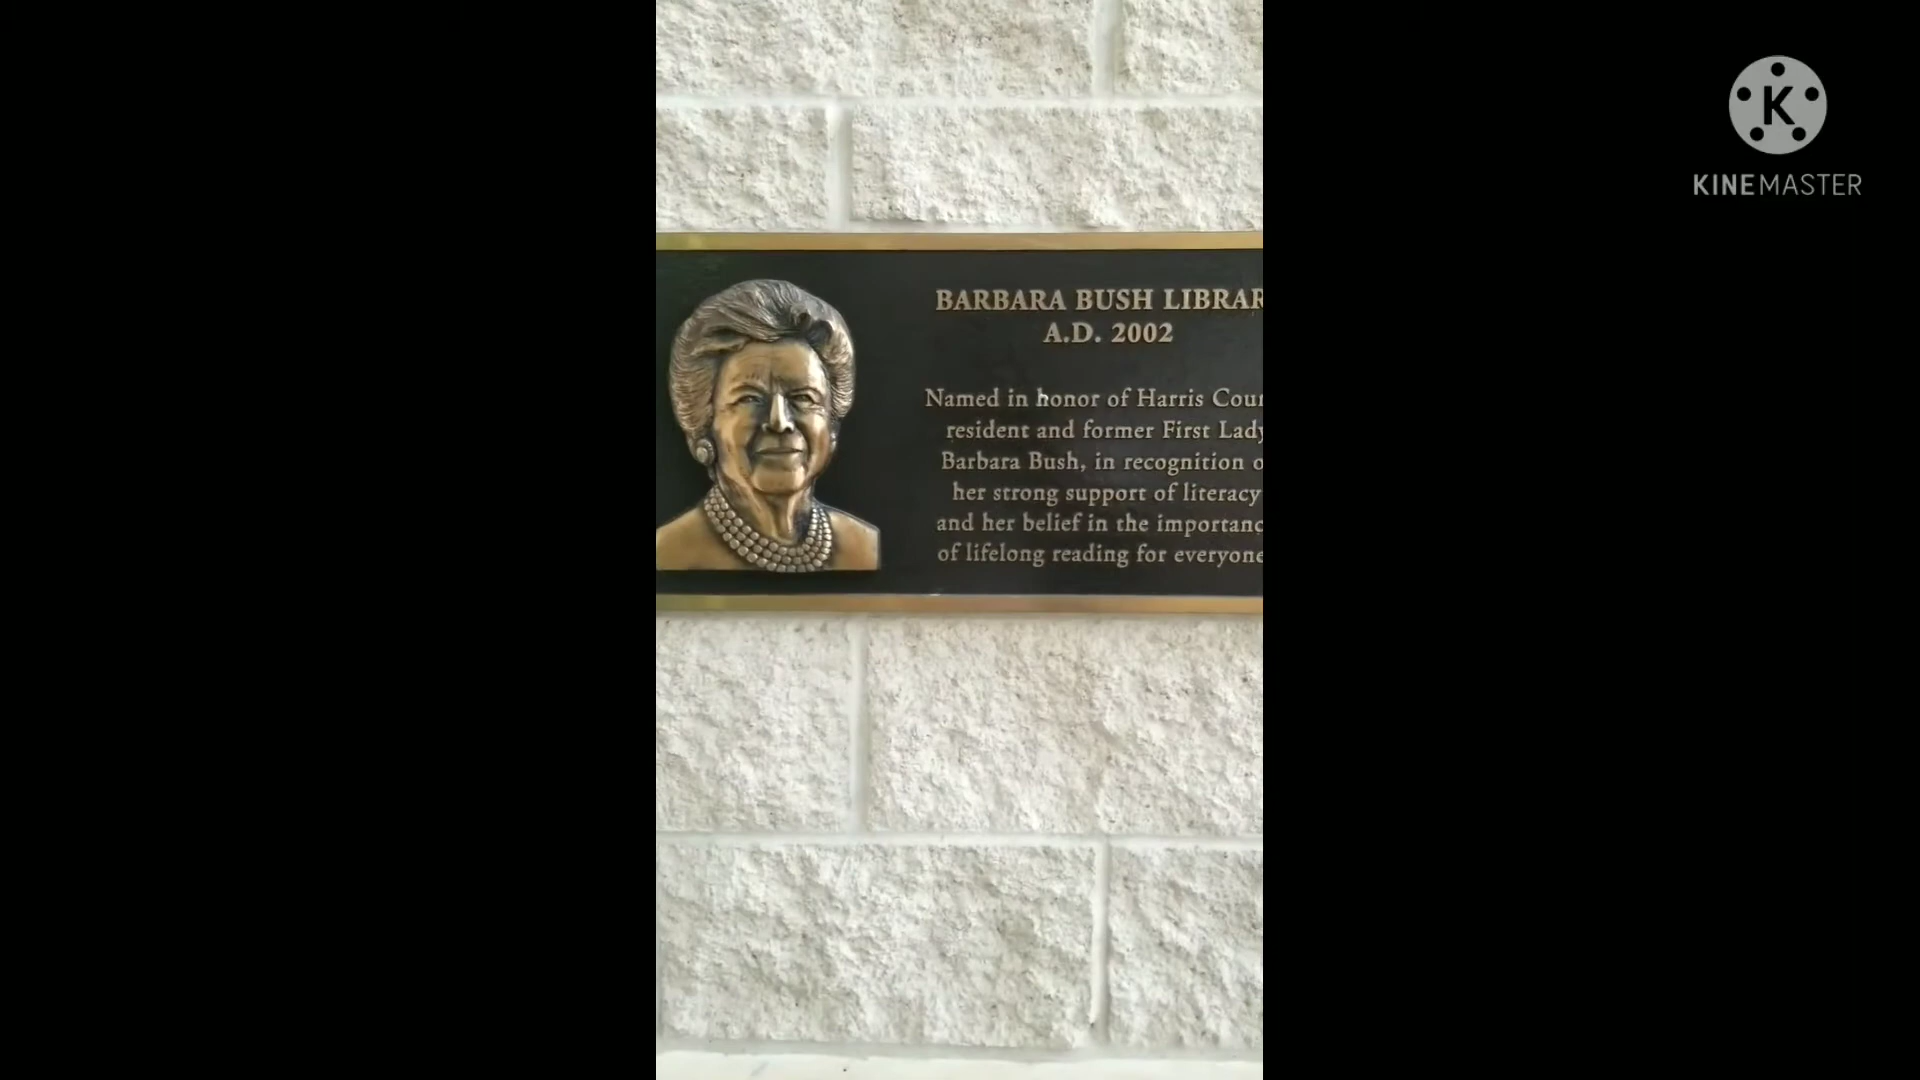 BARBARA BUSH LIBRAR
A.D. 2002
Named in honor of Harris Coun
resident and former First Lady
Barbara Bush, in recognition o
her strong support of literacy
and her belief in the importanc
of lifelong reading for everyone
K
KINEMASTER